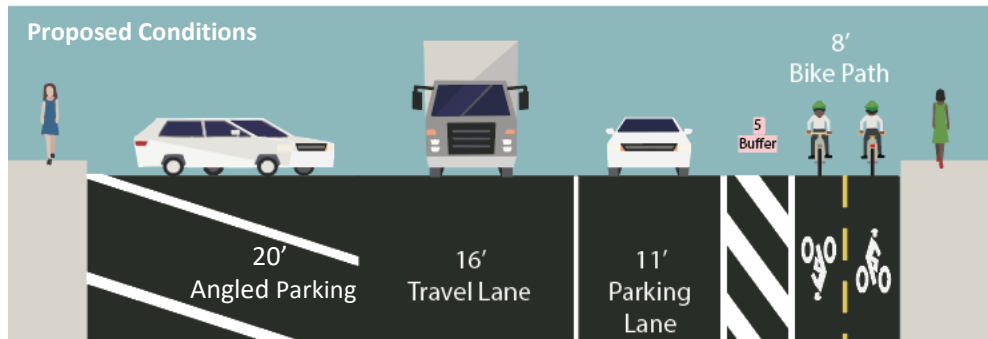 Proposed Conditions
8’
Bike Path
5
Buffer
20’
Angled Parking
16’
Travel Lane
11’
Parking
Lane